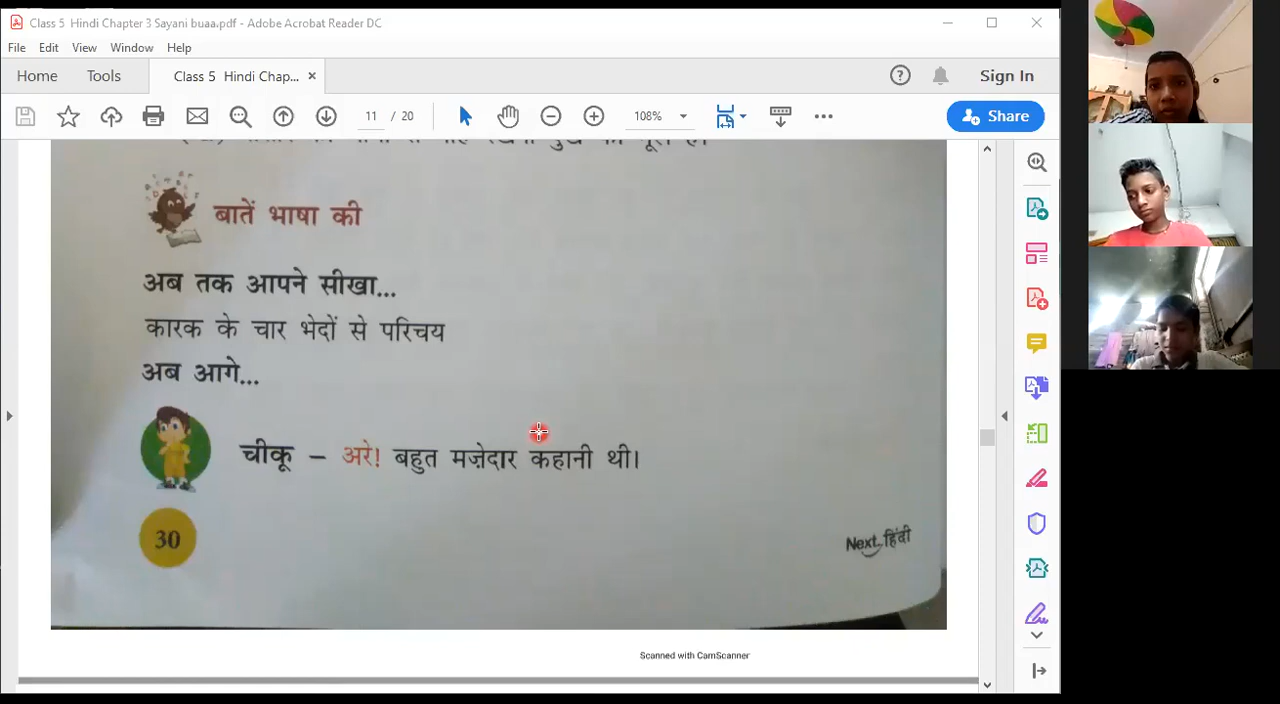 Class 5 Hindi Chapter 3 Sayani buaa.pdf - Adobe Acrobat Reader DC
File Edit View Window Help
Home Tools Class 5 Hindi Chap... × Sign In
11 / 20 108% Share
बातें भाषा की
अब तक आपने सीखा...
कारक के चार भेदों से परिचय
अब आगे...
चीकू – अरे! बहुत मज़ेदार कहानी थी।
30
Next हिंदी
Scanned with CamScanner